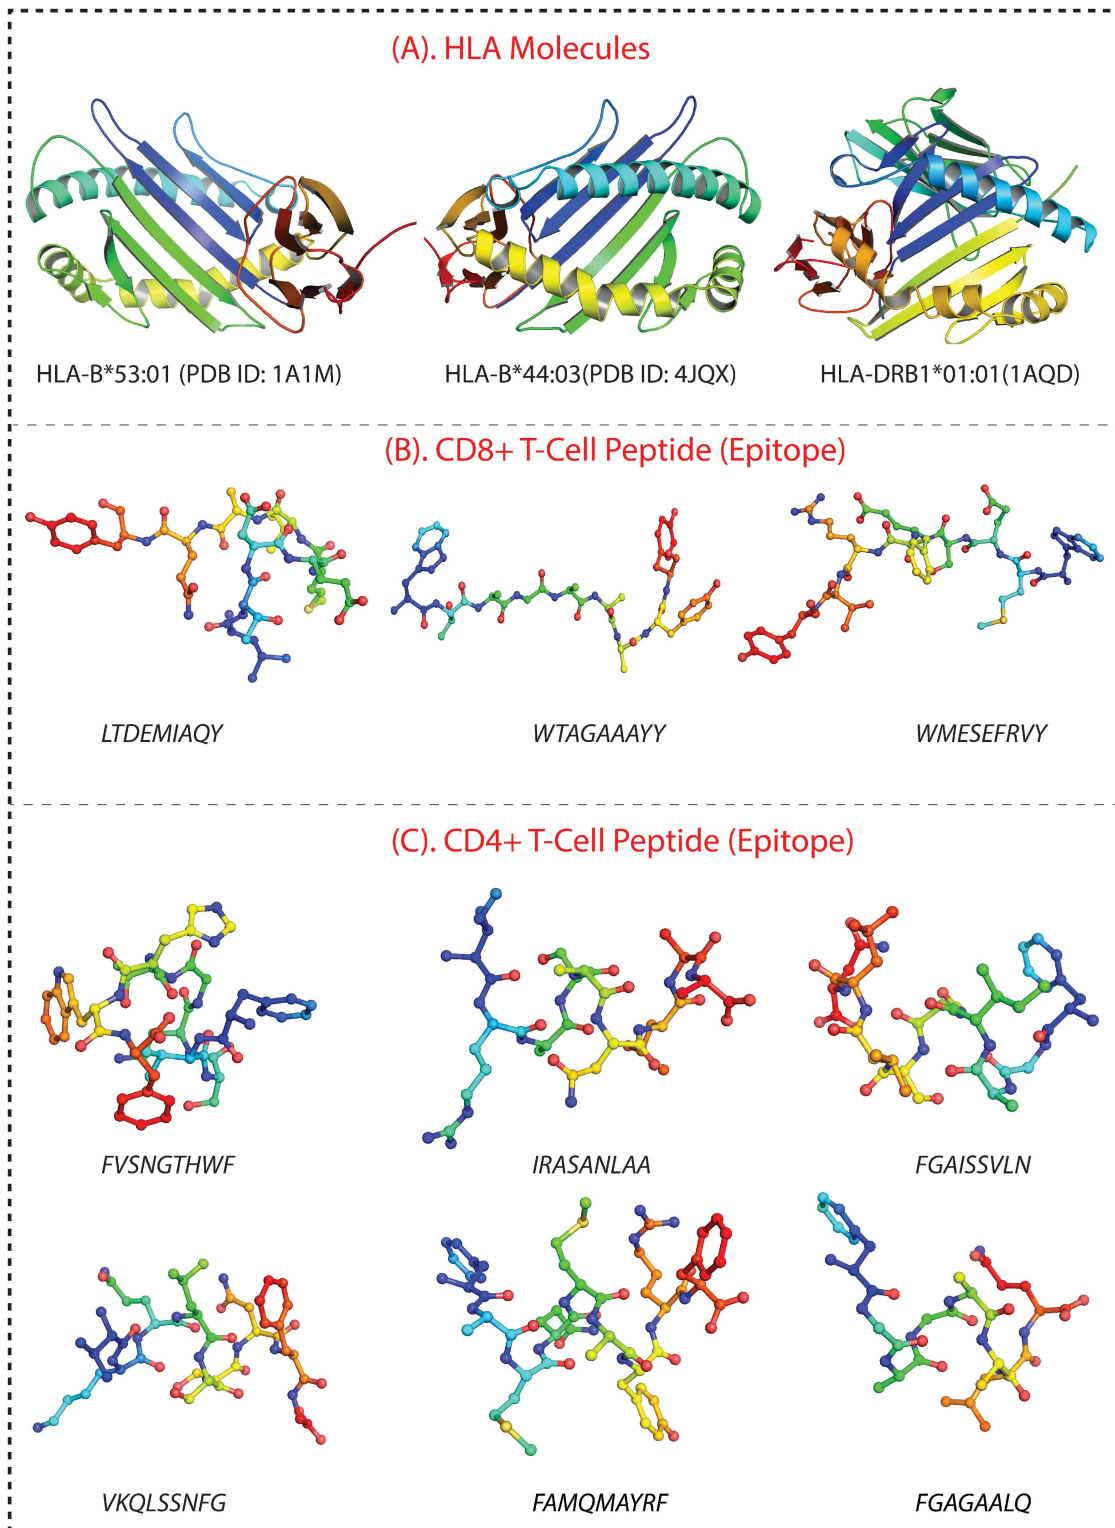 (A). HLA Molecules
HLA-B*53:01 (PDB ID: 1A1M)
HLA-B*44:03(PDB ID: 4JQX)
HLA-DRB1*01:01(1AQD)
(B). CD8+ T-Cell Peptide (Epitope)
LTDEMIAQY
WTAGAAAYY
WMESEFRVY
(C). CD4+ T-Cell Peptide (Epitope)
FVSNGTHWF
IRASANLAA
FGAISSVLN
VKQLSSNFG
FAMQMAYRF
FGAGAALQ